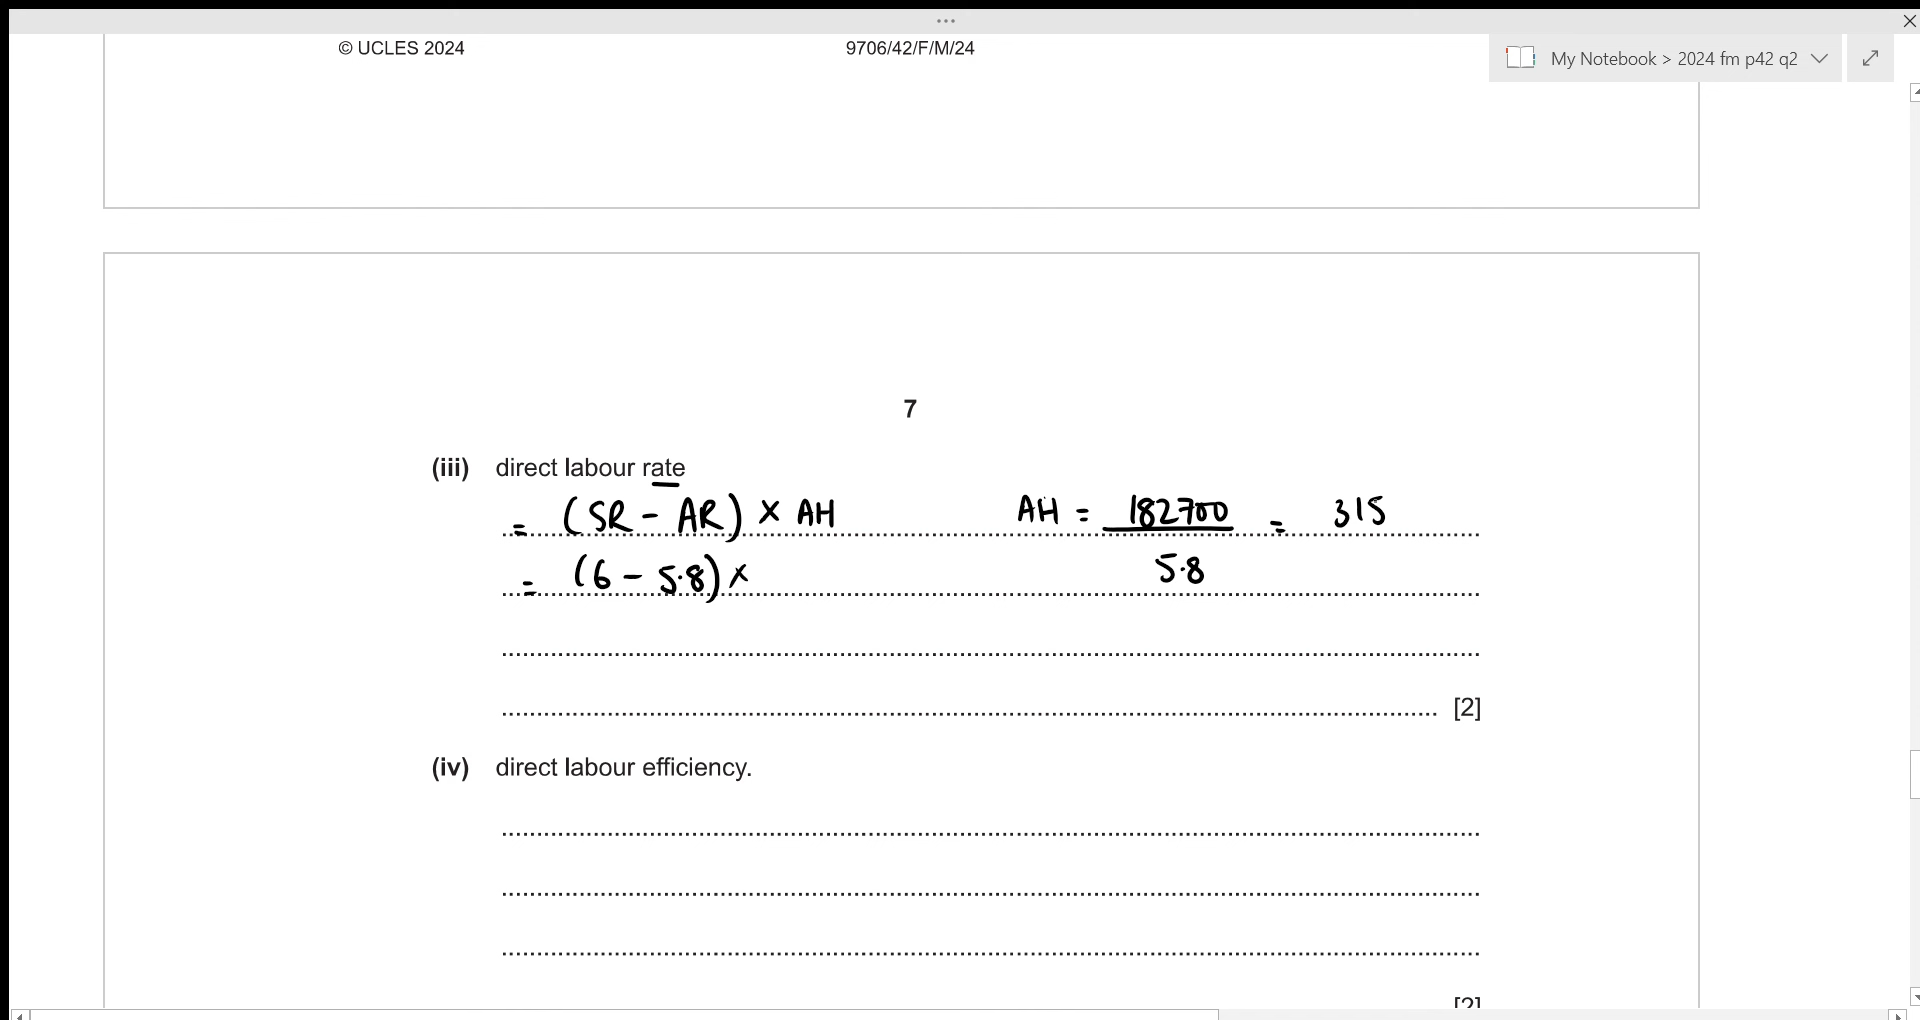 © UCLES 2024 9706/42/F/M/24
My Notebook > 2024 fm p42 q2
7
(iii) direct labour rate
= (SR - AR) × AH AH = 182700 = 315
= (6 - 5.8) × 5.8
[2]
(iv) direct labour efficiency.
[2]